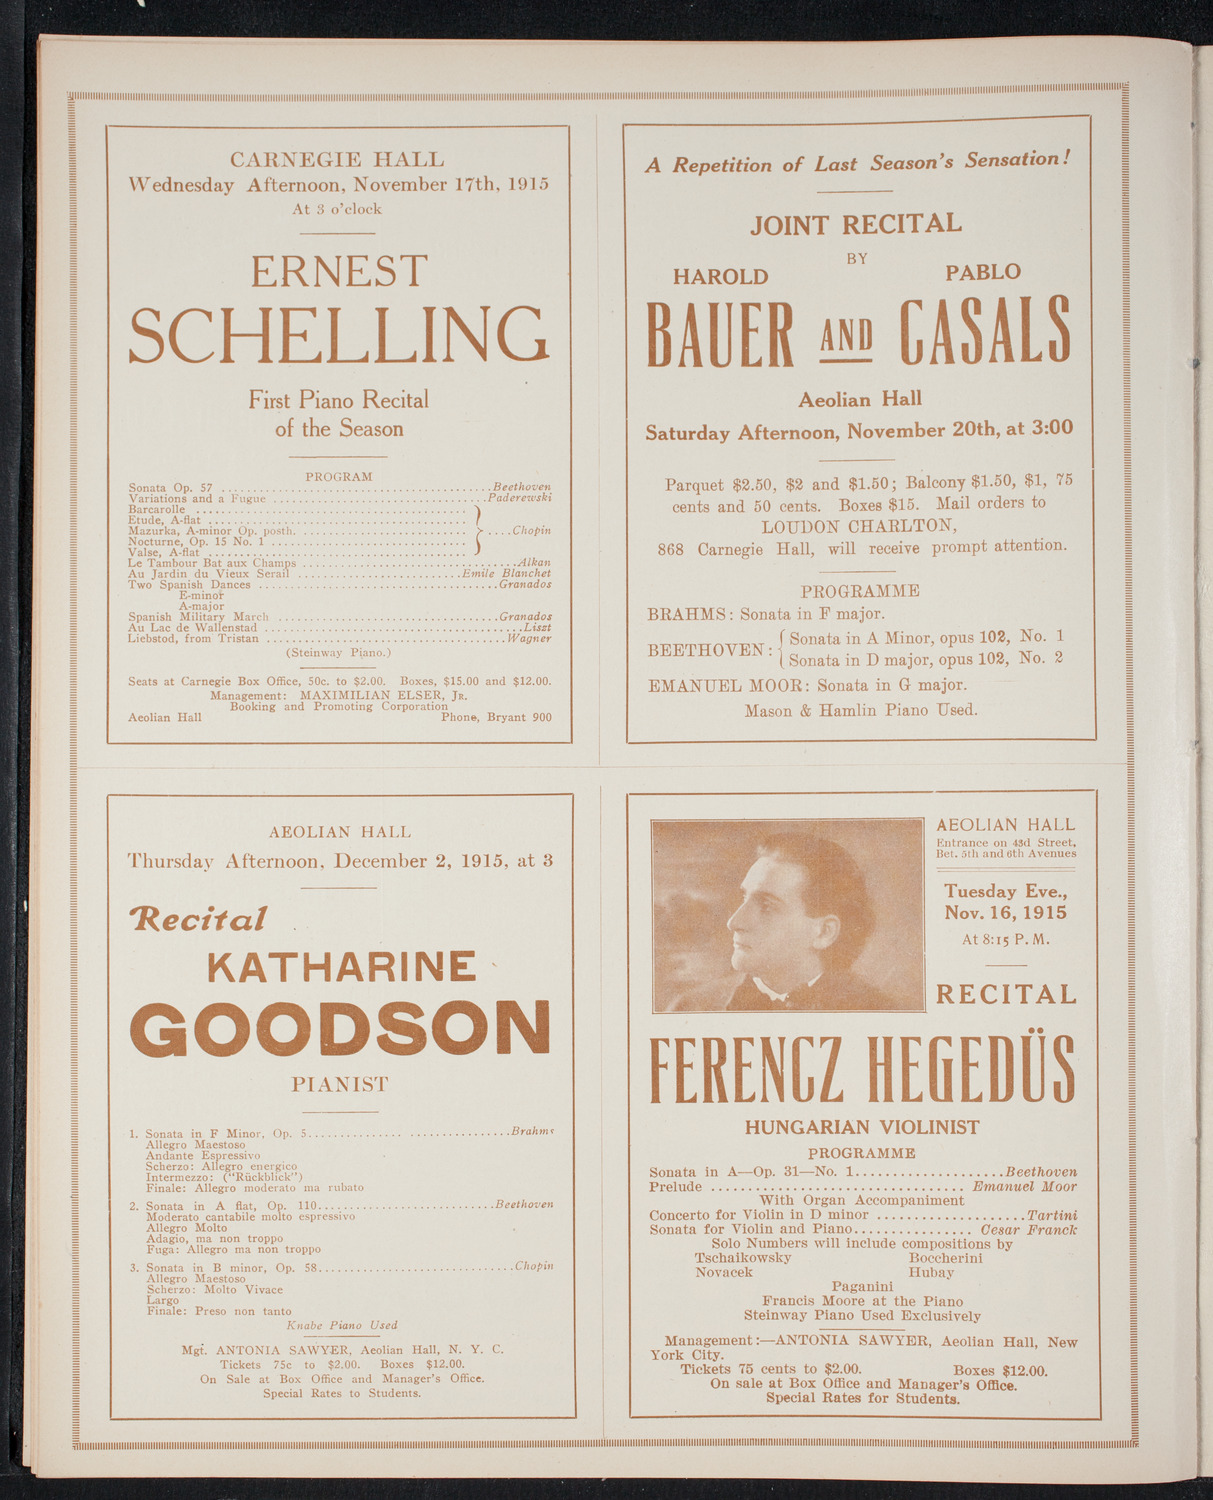 CARNEGIE HALL
Wednesday Afternoon, November 17th, 1915
At 3 o'clock
ERNEST
SCHELLING
First Piano Recital
of the Season
PROGRAM
Sonata Op. 57 ........................................Beethoven
Variations and a Fugue ................................Paderewski
Barcarolle ........................................
Etude, A-flat ........................................
Mazurka, A-minor Op. posth. ..........................
Nocturne, Op. 15 No. 1 ..............................
Valse, A-flat ........................................
} ....Chopin
Le Tambour Bat aux Champs ................................Alkan
Au Jardin du Vieux Serail ........................Emile Blanchet
Two Spanish Dances ....................................Granados
E-minor
A-major
Spanish Military March ..................................Granados
Au Lac de Wallenstad ........................................Liszt
Liebstod, from Tristan ....................................Wagner
(Steinway Piano.)
Seats at Carnegie Box Office, 50c. to $2.00. Boxes, $15.00 and $12.00.
Management: MAXIMILIAN ELSER, JR.
Booking and Promoting Corporation
Aeolian Hall Phone, Bryant 900
A Repetition of Last Season's Sensation!
JOINT RECITAL
BY
HAROLD PABLO
BAUER AND CASALS
Aeolian Hall
Saturday Afternoon, November 20th, at 3:00
Parquet $2.50, $2 and $1.50; Balcony $1.50, $1, 75
cents and 50 cents. Boxes $15. Mail orders to
LOUDON CHARLTON,
868 Carnegie Hall, will receive prompt attention.
PROGRAMME
BRAHMS: Sonata in F major.
BEETHOVEN: { Sonata in A Minor, opus 102, No. 1
Sonata in D major, opus 102, No. 2
EMANUEL MOOR: Sonata in G major.
Mason & Hamlin Piano Used.
AEOLIAN HALL
Thursday Afternoon, December 2, 1915, at 3
Recital
KATHARINE
GOODSON
PIANIST
1. Sonata in F Minor, Op. 5............... ................Brahms
Allegro Maestoso
Andante Espressivo
Scherzo: Allegro energico
Intermezzo: ("Rückblick")
Finale: Allegro moderato ma rubato
2. Sonata in A flat, Op. 110............................Beethoven
Moderato cantabile molto espressivo
Allegro Molto
Adagio, ma non troppo
Fuga: Allegro ma non troppo
3. Sonata in B minor, Op. 58...............................Chopin
Allegro Maestoso
Scherzo: Molto Vivace
Largo
Finale: Preso non tanto
Knabe Piano Used
Mgt. ANTONIA SAWYER, Aeolian Hall, N. Y. C.
Tickets 75c to $2.00. Boxes $12.00.
On Sale at Box Office and Manager's Office.
Special Rates to Students.
AEOLIAN HALL
Entrance on 43d Street,
Bet. 5th and 6th Avenues
Tuesday Eve.,
Nov. 16, 1915
At 8:15 P. M.
RECITAL
FERENCZ HEGEDÜS
HUNGARIAN VIOLINIST
PROGRAMME
Sonata in A—Op. 31—No. 1....................Beethoven
Prelude ................................ Emanuel Moor
With Organ Accompaniment
Concerto for Violin in D minor ....................Tartini
Sonata for Violin and Piano................ Cesar Franck
Solo Numbers will include compositions by
Tschaikowsky Boccherini
Novacek Hubay
Paganini
Francis Moore at the Piano
Steinway Piano Used Exclusively
Management:—ANTONIA SAWYER, Aeolian Hall, New
York City.
Tickets 75 cents to $2.00. Boxes $12.00.
On sale at Box Office and Manager's Office.
Special Rates for Students.